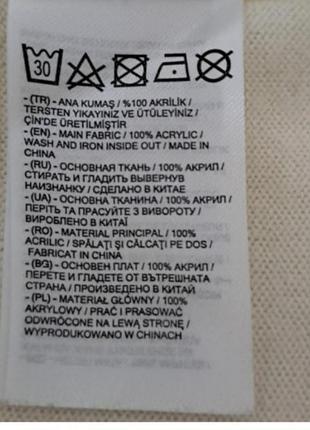 30
- (TR) - ANA KUMAŞ / %100 AKRİLİK /
TERSTEN YIKAYINIZ VE ÜTÜLEYİNİZ /
ÇİN'DE ÜRETİLMİŞTİR
- (EN) - MAIN FABRIC / 100% ACRYLIC /
WASH AND IRON INSIDE OUT / MADE IN
CHINA
- (RU) - ОСНОВНАЯ ТКАНЬ / 100% АКРИЛ /
СТИРАТЬ И ГЛАДИТЬ ВЫВЕРНУВ
НАИЗНАНКУ / СДЕЛАНО В КИТАЕ
- (UA) - ОСНОВНА ТКАНИНА / 100% АКРИЛ /
ПЕРІТЬ ТА ПРАСУЙТЕ З ВИВОРОТУ /
ВИРОБЛЕНО В КИТАЇ
- (RO) - MATERIAL PRINCIPAL / 100%
ACRILIC / SPĂLAŢI ŞI CĂLCAŢI PE DOS /
FABRICAT IN CHINA
- (BG) - ОСНОВЕН ПЛАТ / 100% АКРИЛ /
ПЕРЕТЕ И ГЛАДЕТЕ ОТ ВЪТРЕШНАТА
СТРАНА / ПРОИЗВЕДЕНО В КИТАЙ
- (PL) - MATERIAŁ GŁÓWNY / 100%
AKRYLOWY / PRAĆ I PRASOWAĆ
ODWRÓCONE NA LEWĄ STRONĘ /
WYPRODUKOWANO W CHINACH